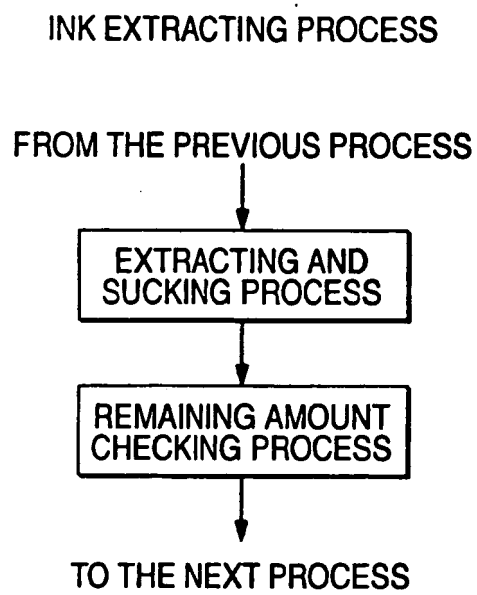 INK EXTRACTING PROCESS
FROM THE PREVIOUS PROCESS
EXTRACTING AND
SUCKING PROCESS
REMAINING AMOUNT
CHECKING PROCESS
TO THE NEXT PROCESS